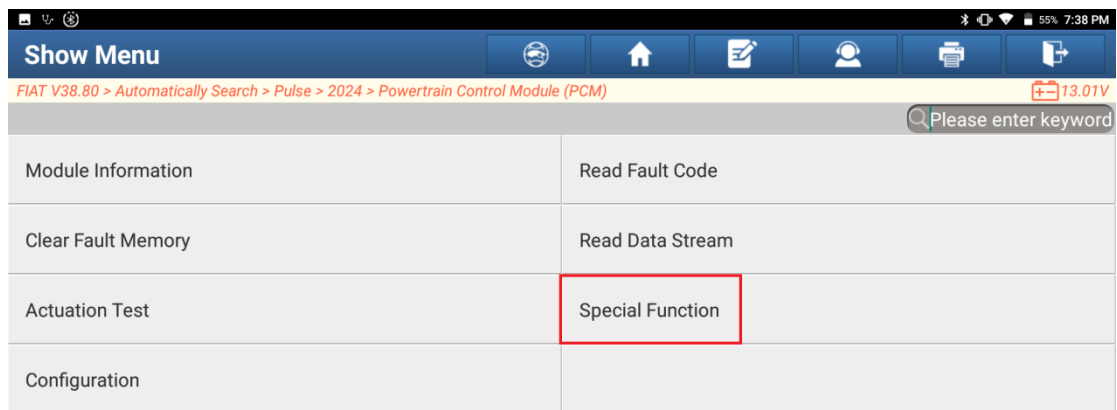 55% 7:38 PM
Show Menu
FIAT V38.80 > Automatically Search > Pulse > 2024 > Powertrain Control Module (PCM) 13.01V
Please enter keyword
Module Information Read Fault Code
Clear Fault Memory Read Data Stream
Actuation Test Special Function
Configuration